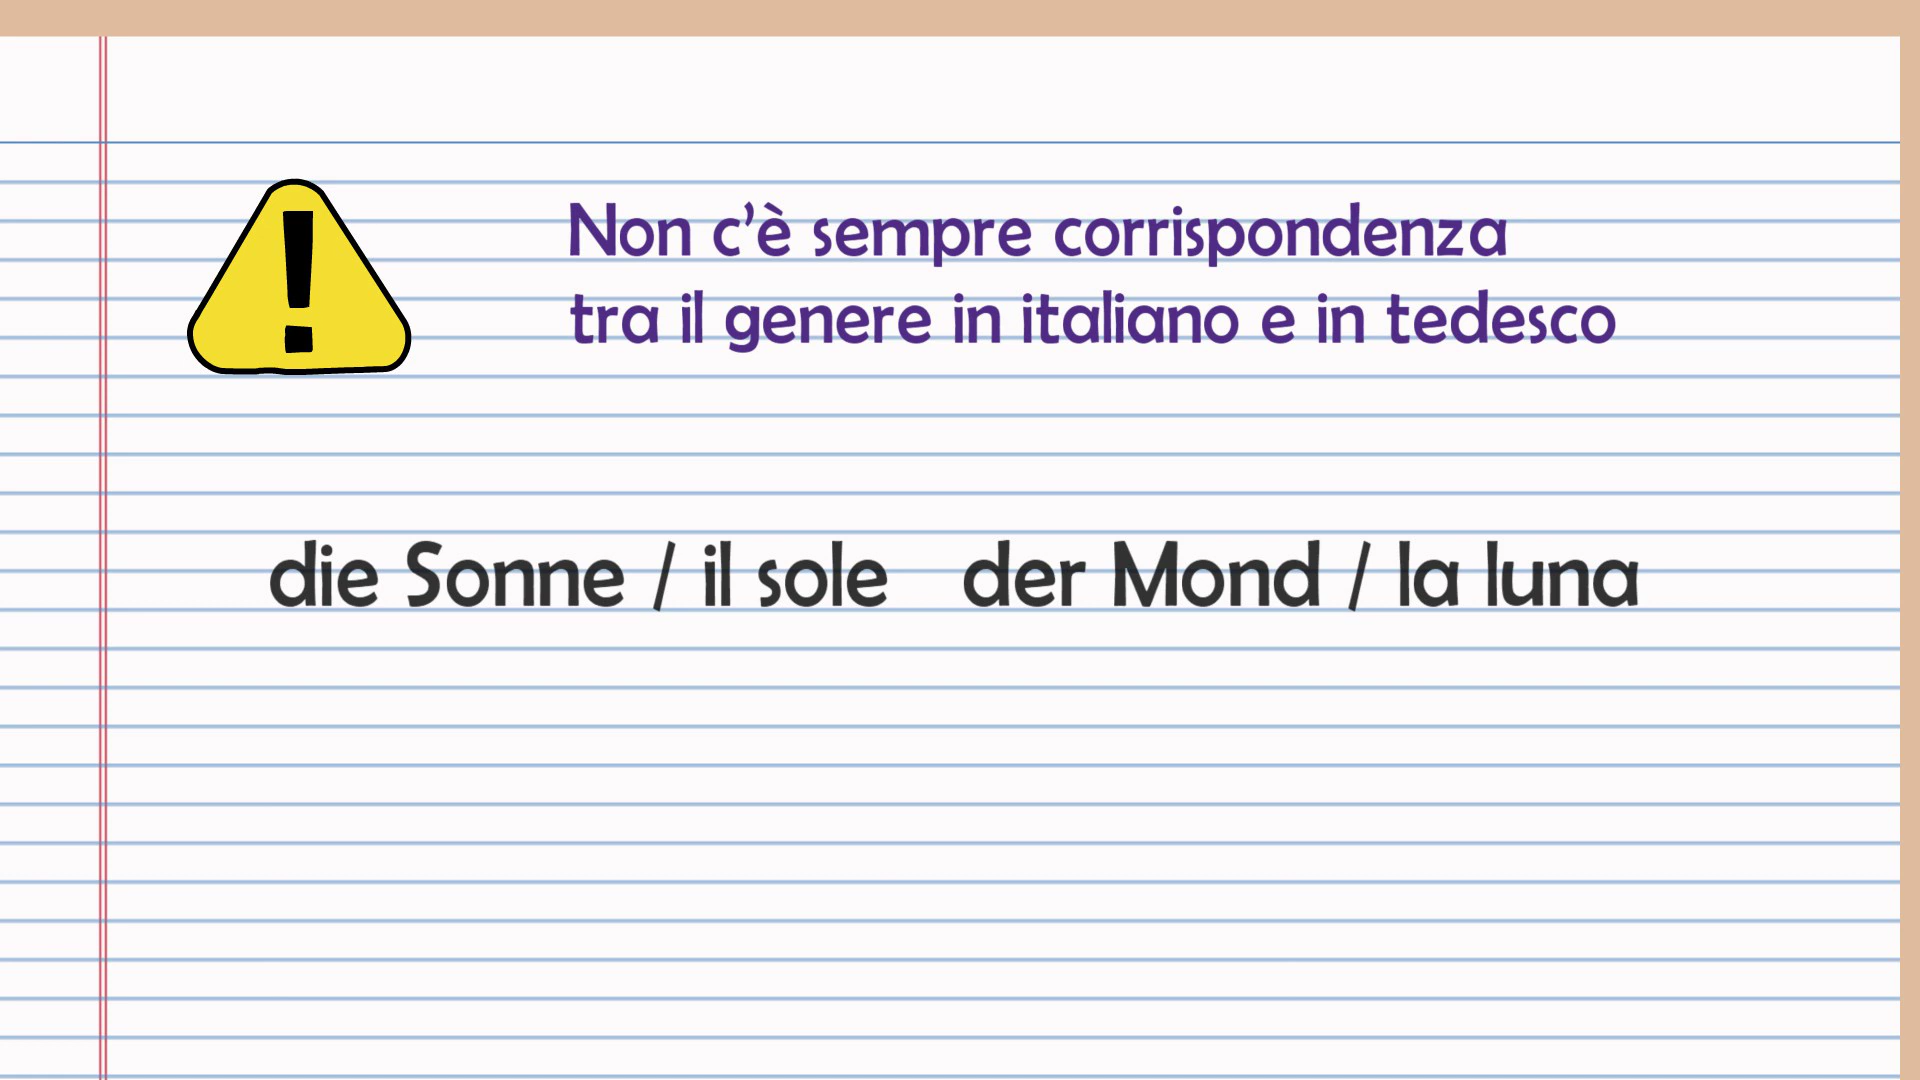 Non c’è sempre corrispondenza
tra il genere in italiano e in tedesco
die Sonne / il sole   der Mond / la luna